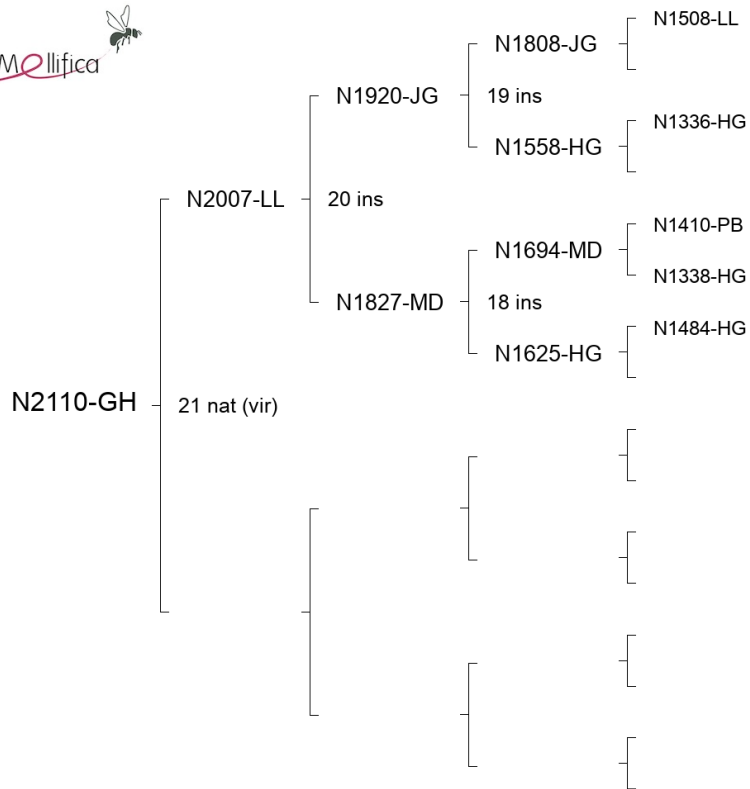 Mellifica
N1508-LL
N1808-JG
N1920-JG
19 ins
N1336-HG
N1558-HG
N2007-LL
20 ins
N1410-PB
N1694-MD
N1338-HG
N1827-MD
18 ins
N1484-HG
N1625-HG
N2110-GH
21 nat (vir)